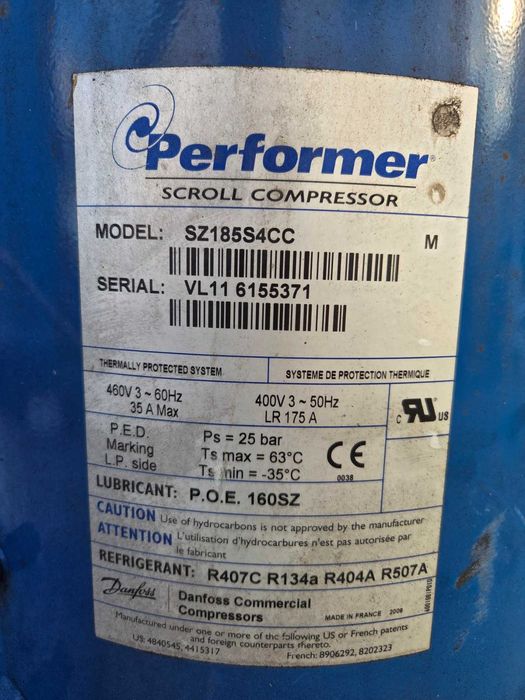 Performer®
SCROLL COMPRESSOR
MODEL: SZ185S4CC M
SERIAL: VL11 6155371
THERMALLY PROTECTED SYSTEM SYSTEME DE PROTECTION THERMIQUE
460V 3 ~ 60Hz 400V 3 ~ 50Hz
35 A Max LR 175 A
c RU US
P.E.D. Ps = 25 bar
Marking Ts max = 63°C CE
L.P. side Ts min = -35°C 0038
LUBRICANT: P.O.E. 160SZ
CAUTION Use of hydrocarbons is not approved by the manufacturer
ATTENTION L'utilisation d'hydrocarbures n'est pas autorisée par
le fabricant
REFRIGERANT: R407C R134a R404A R507A
Danfoss Danfoss Commercial
Compressors MADE IN FRANCE 2008
Manufactured under one or more of the following US or French patents
and foreign counterparts thereto.
US: 4840545, 4415317 French: 8906292, 8202323